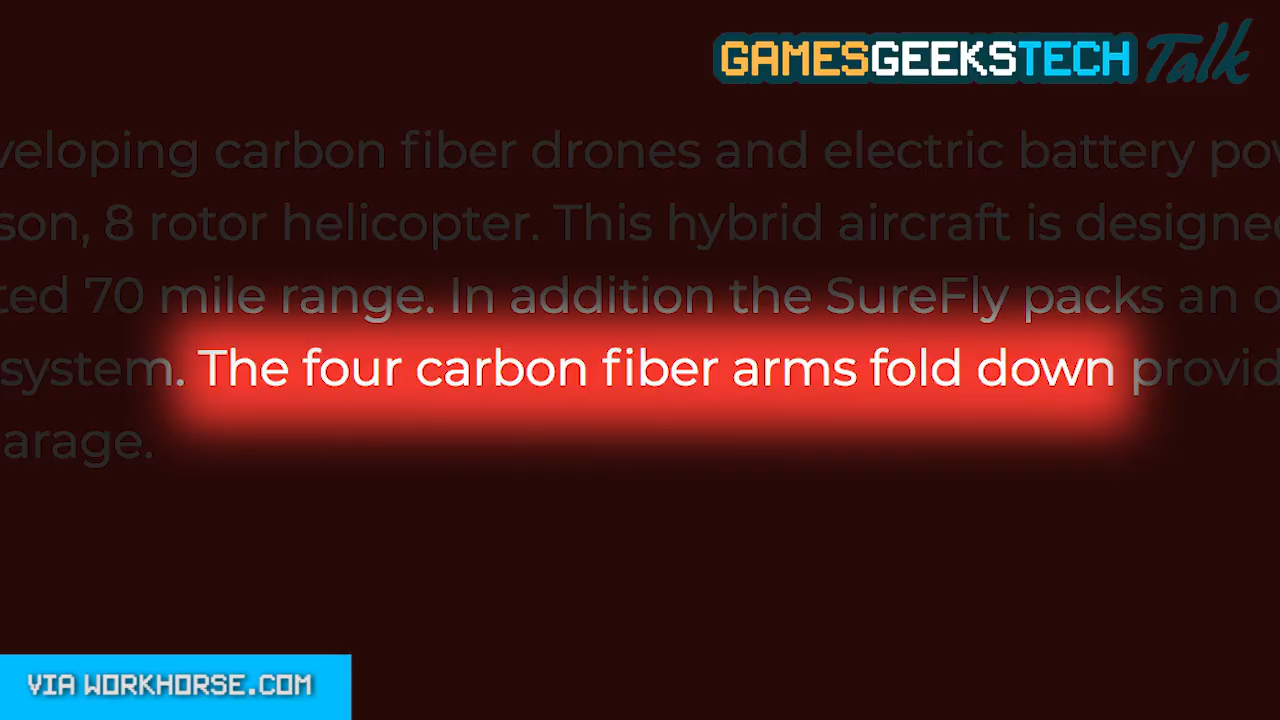 GAMESGEEKSTECH Talk
veloping carbon fiber drones and electric battery po
son, 8 rotor helicopter. This hybrid aircraft is designe
ted 70 mile range. In addition the SureFly packs an o
system. The four carbon fiber arms fold down provid
arage.
VIA WORKHORSE.COM